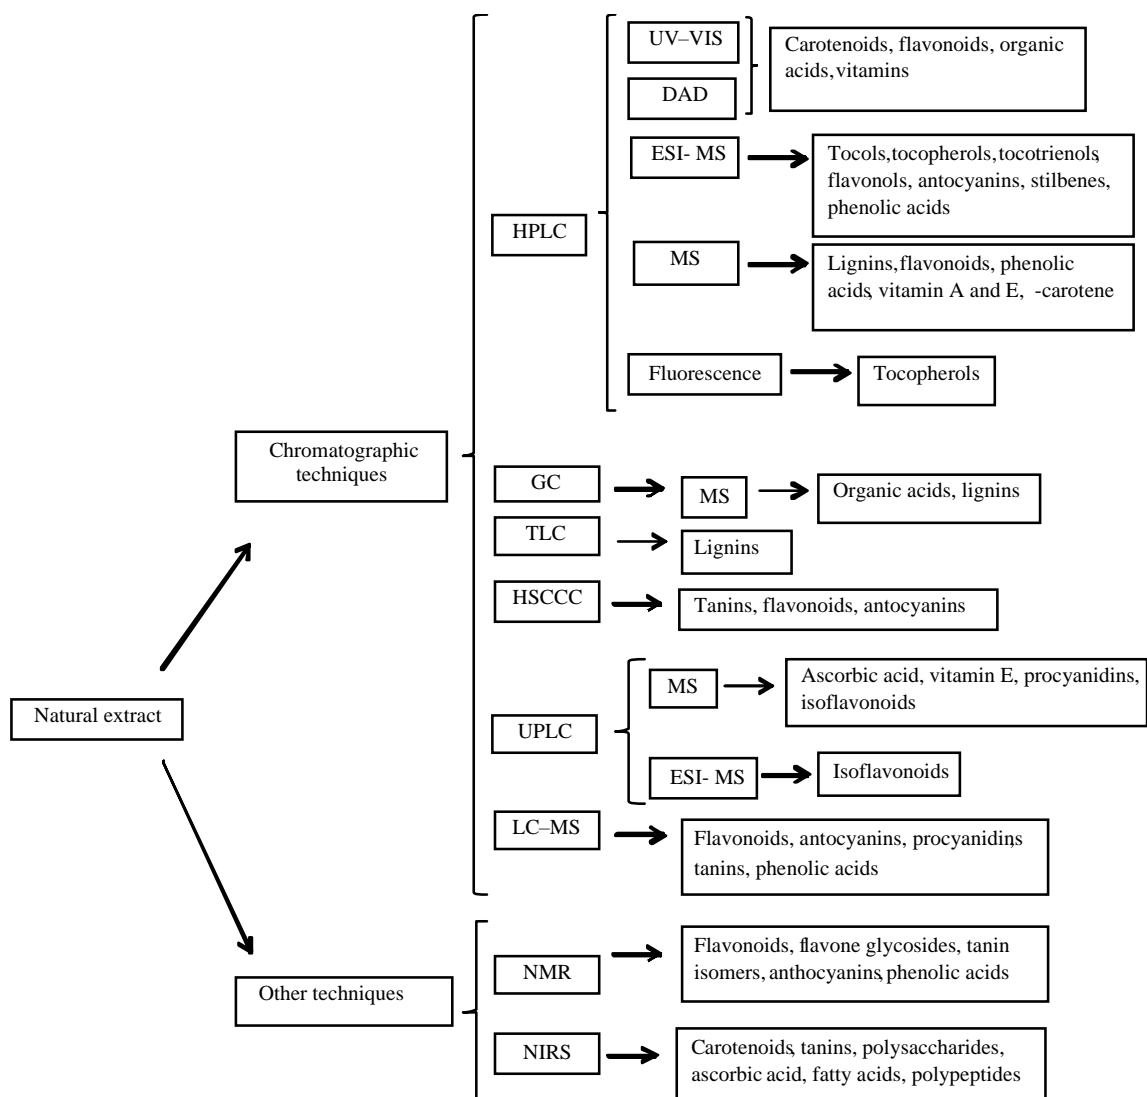 UV–VIS
DAD
Carotenoids, flavonoids, organic
acids, vitamins
ESI- MS
Tocols, tocopherols, tocotrienols,
flavonols, antocyanins, stilbenes,
phenolic acids
HPLC
MS
Lignins, flavonoids, phenolic
acids, vitamin A and E, -carotene
Fluorescence
Tocopherols
Chromatographic
techniques
GC
MS
Organic acids, lignins
TLC
Lignins
HSCCC
Tanins, flavonoids, antocyanins
Natural extract
UPLC
MS
Ascorbic acid, vitamin E, procyanidins,
isoflavonoids
ESI- MS
Isoflavonoids
LC–MS
Flavonoids, antocyanins, procyanidins,
tanins, phenolic acids
Other techniques
NMR
Flavonoids, flavone glycosides, tanin
isomers, anthocyanins, phenolic acids
NIRS
Carotenoids, tanins, polysaccharides,
ascorbic acid, fatty acids, polypeptides